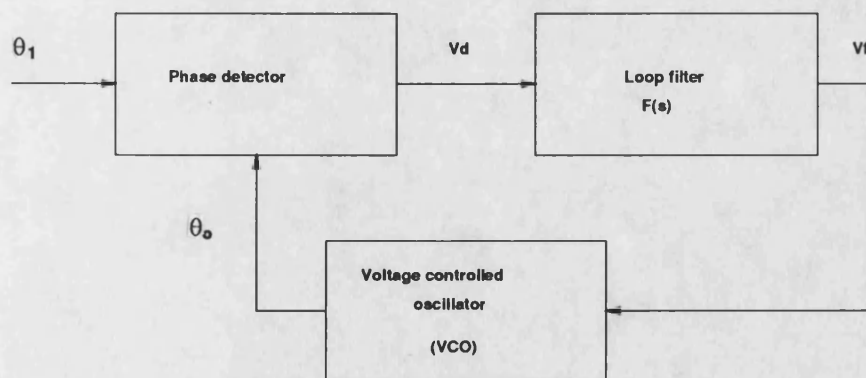 θ1
Phase detector
Vd
Loop filter
F(s)
θo
Voltage controlled
oscillator
(VCO)